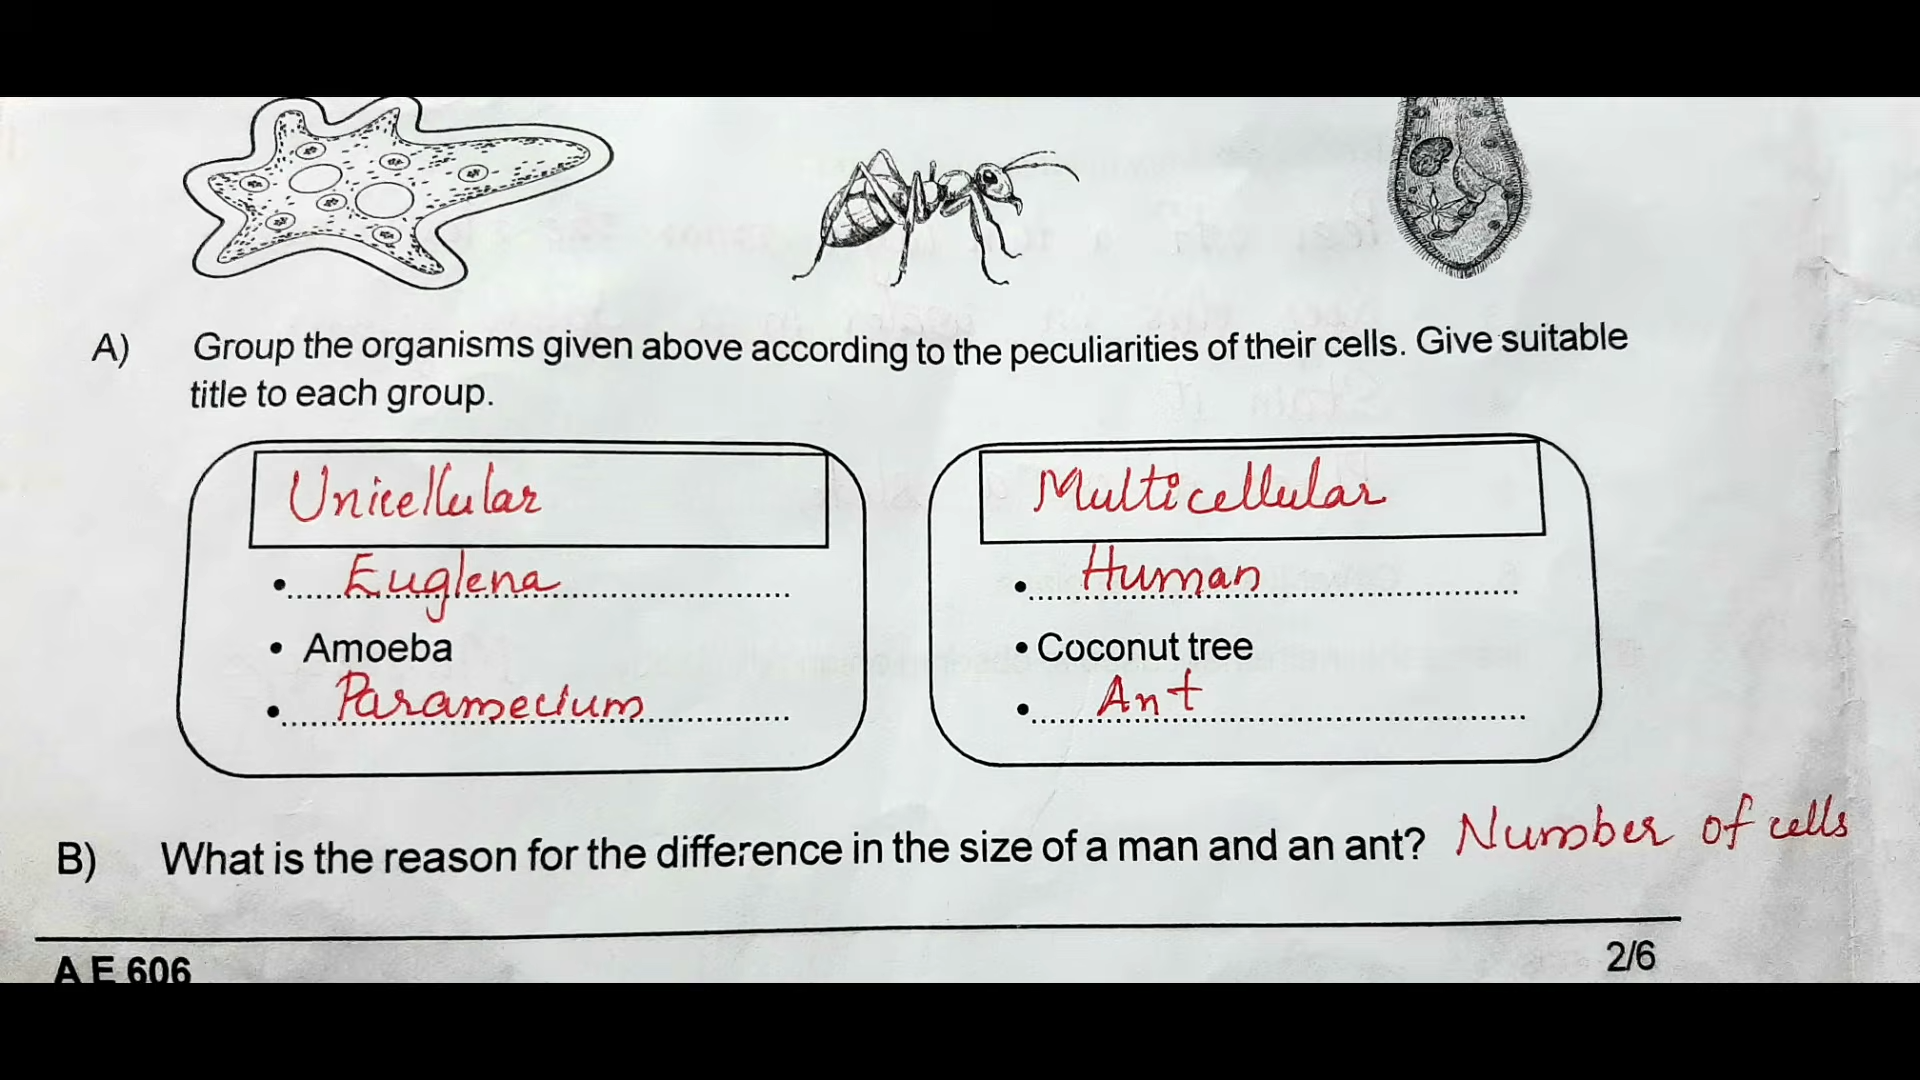 A) Group the organisms given above according to the peculiarities of their cells. Give suitable
title to each group.
Unicellular
• Euglena
• Amoeba
• Paramecium
Multicellular
• Human
• Coconut tree
• Ant
B) What is the reason for the difference in the size of a man and an ant? Number of cells
A E 606
2/6